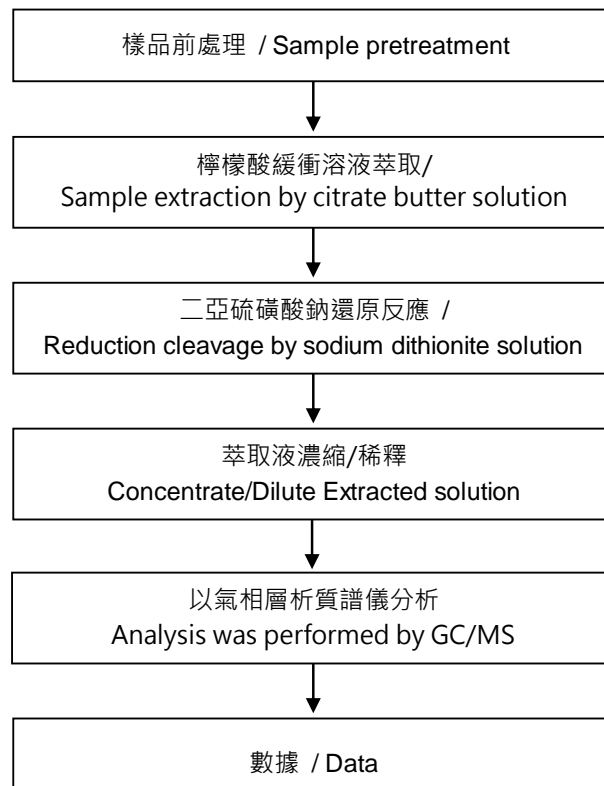 樣品前處理 / Sample pretreatment
檸檬酸緩衝溶液萃取/
Sample extraction by citrate butter solution
二亞硫磺酸鈉還原反應 /
Reduction cleavage by sodium dithionite solution
萃取液濃縮/稀釋
Concentrate/Dilute Extracted solution
以氣相層析質譜儀分析
Analysis was performed by GC/MS
數據 / Data